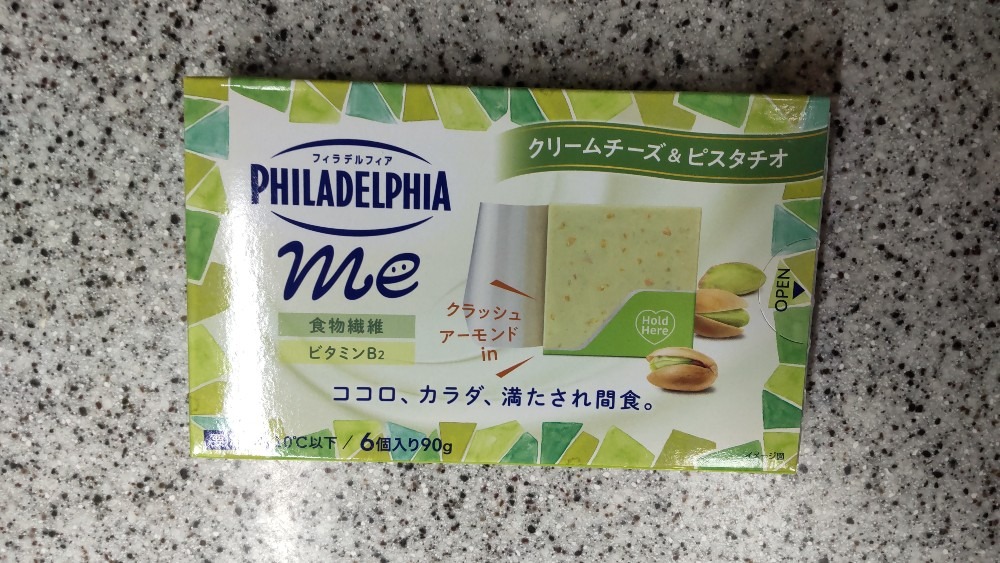 フィラデルフィア
PHILADELPHIA
me
食物繊維
ビタミンB2
クリームチーズ&ピスタチオ
クラッシュ
アーモンド
in
Hold
Here
OPEN
ココロ、カラダ、満たされ間食。
0℃以下 / 6個入り90g
イメージ図